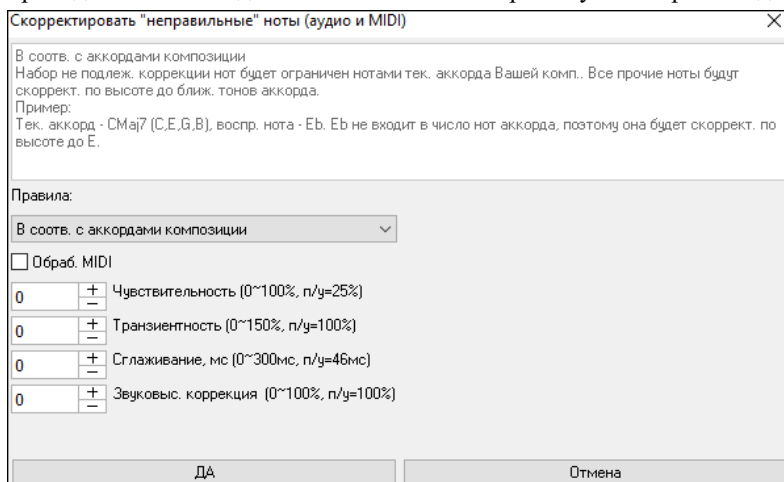 Скорректировать "неправильные" ноты (аудио и MIDI)
В соотв. с аккордами композиции
Набор не подлеж. коррекции нот будет ограничен нотами тек. аккорда Вашей комп.. Все прочие ноты будут
скоррект. по высоте до ближ. тонов аккорда.
Пример:
Тек. аккорд - CMaj7 (C,E,G,B), воспр. нота - Eb. Eb не входит в число нот аккорда, поэтому она будет скоррект. по
высоте до E.
Правила:
В соотв. с аккордами композиции
Обраб. MIDI
0 Чувствительность (0~100%, п/у=25%)
0 Транзиентность (0~150%, п/у=100%)
0 Сглаживание, мс (0~300мс, п/у=46мс)
0 Звуковыс. коррекция (0~100%, п/у=100%)
ДА Отмена